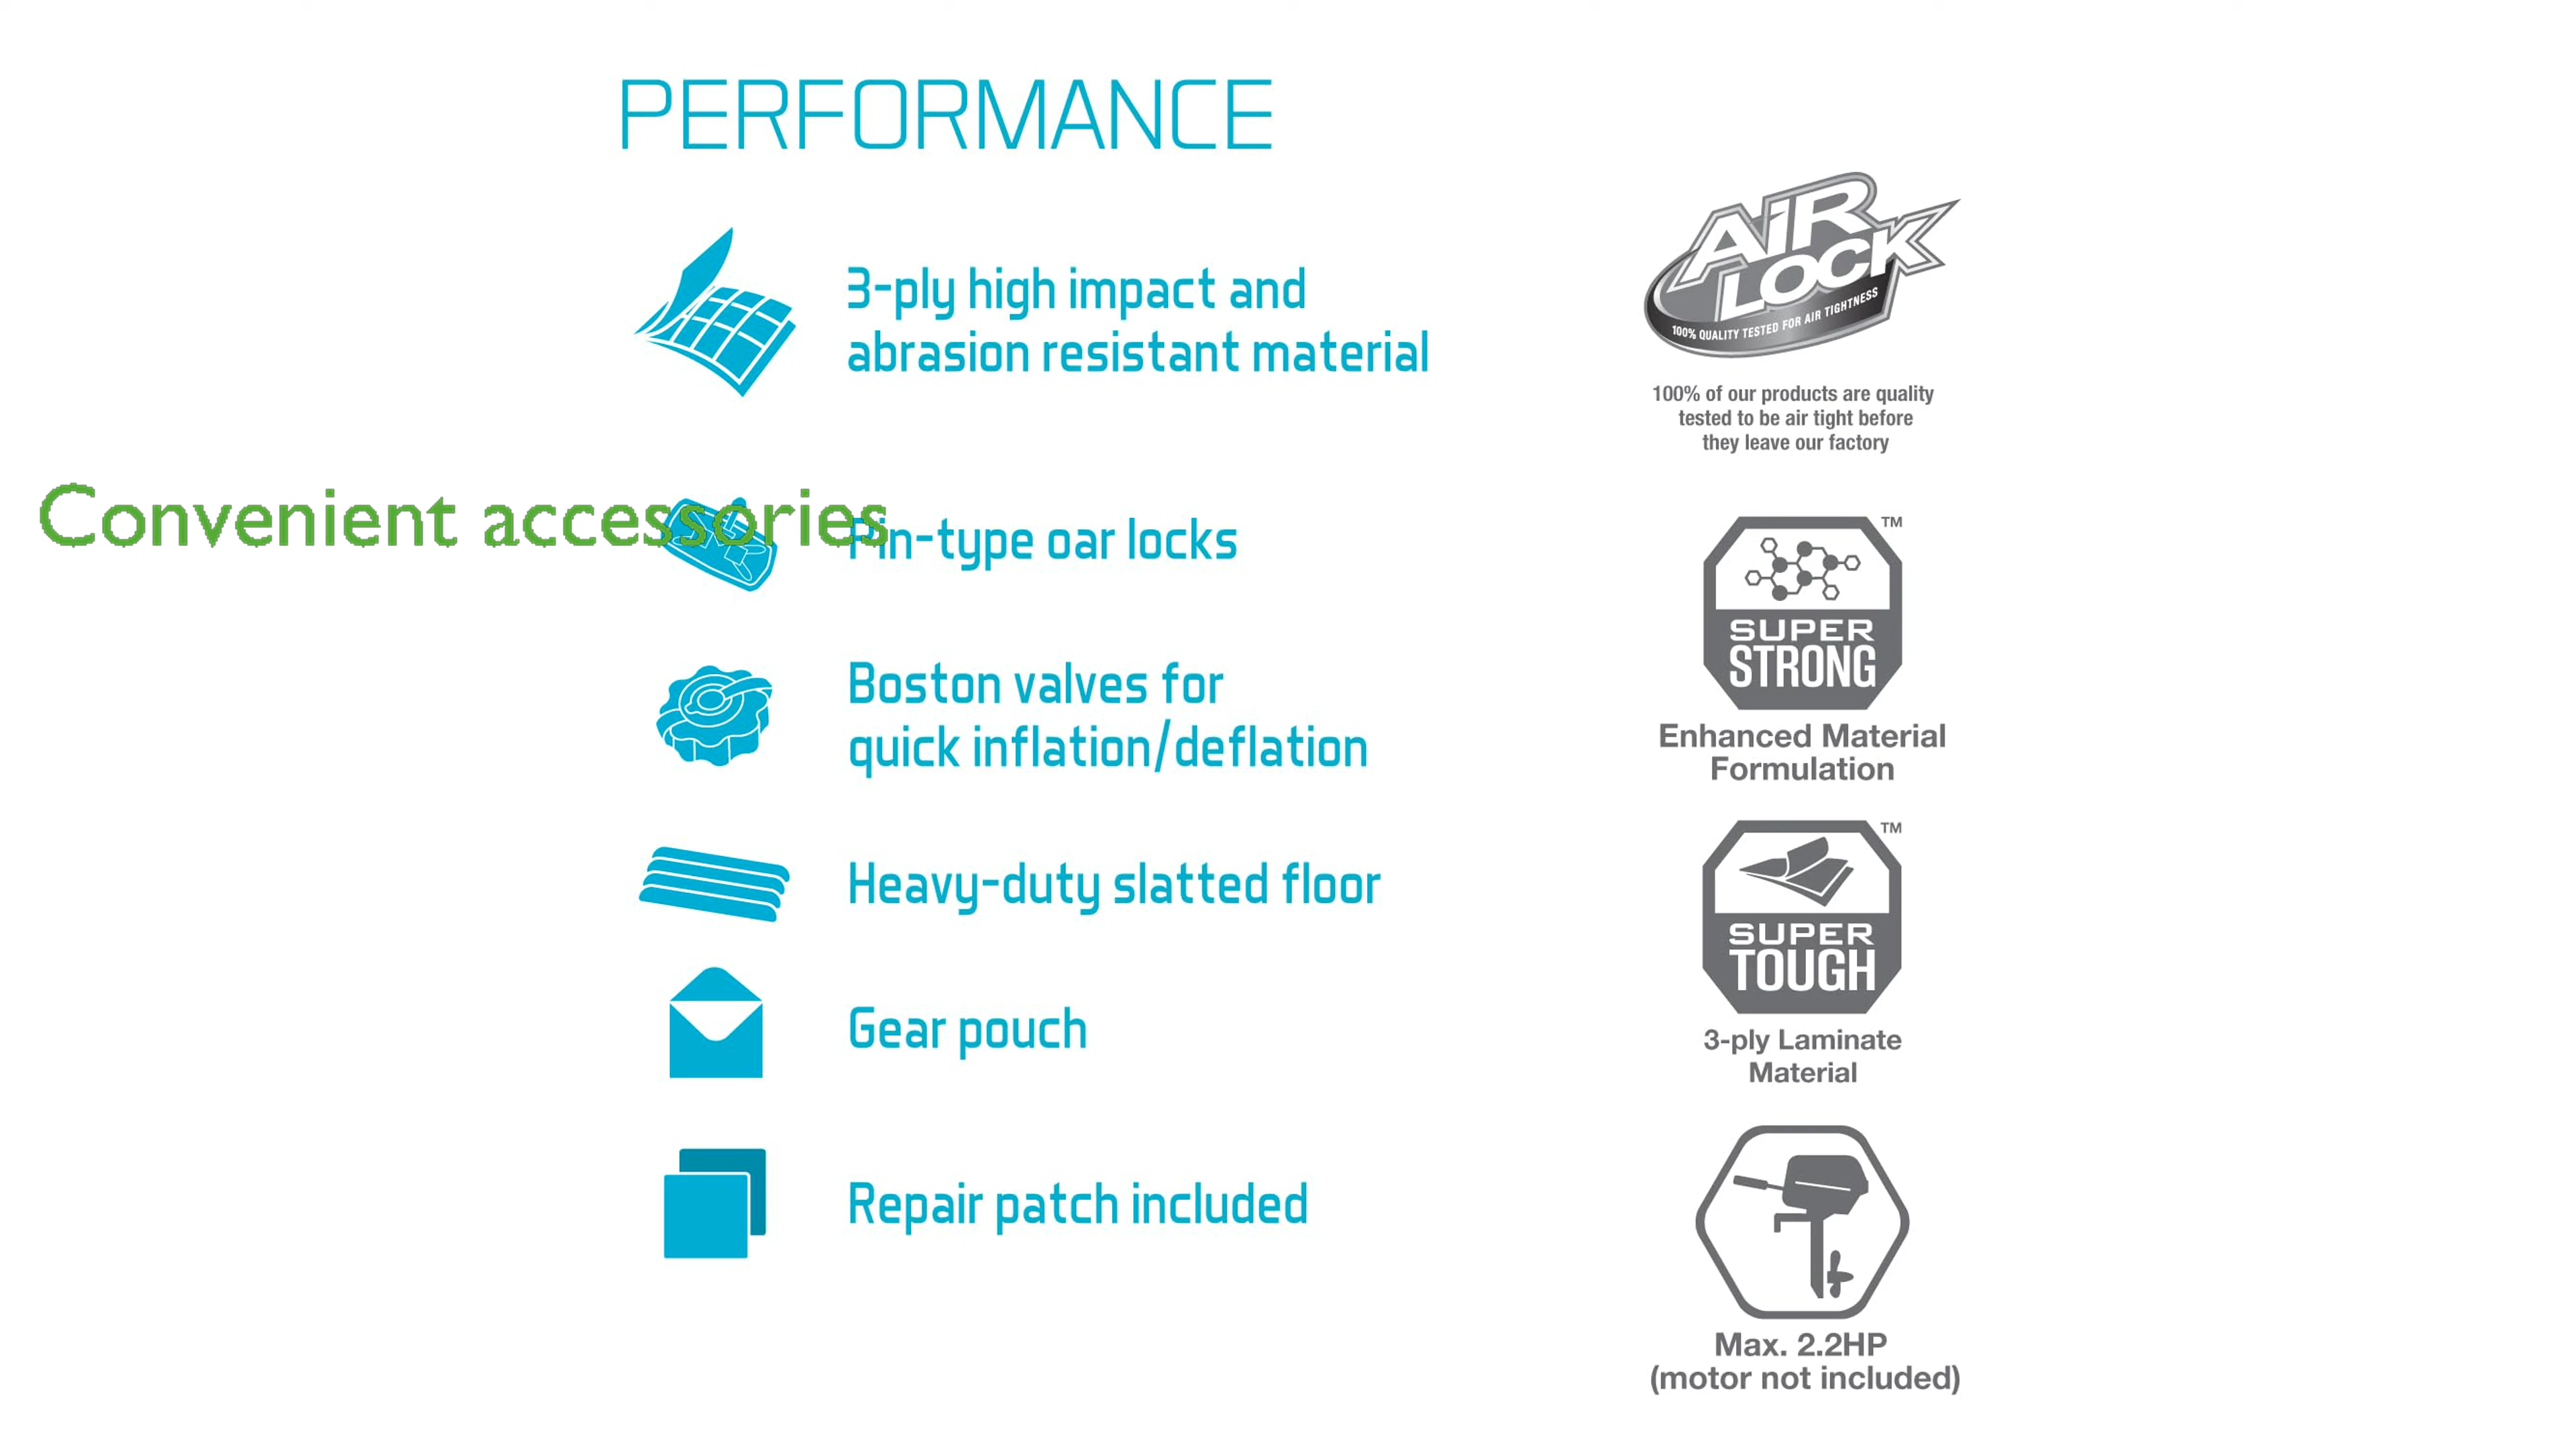 PERFORMANCE
3-ply high impact and
abrasion resistant material
Convenient accessories
Pin-type oar locks
Boston valves for
quick inflation/deflation
Heavy-duty slatted floor
Gear pouch
Repair patch included
AIR
LOCK
100% QUALITY TESTED FOR AIR TIGHTNESS
100% of our products are quality
tested to be air tight before
they leave our factory
TM
SUPER
STRONG
Enhanced Material
Formulation
TM
SUPER
TOUGH
3-ply Laminate
Material
Max. 2.2HP
(motor not included)